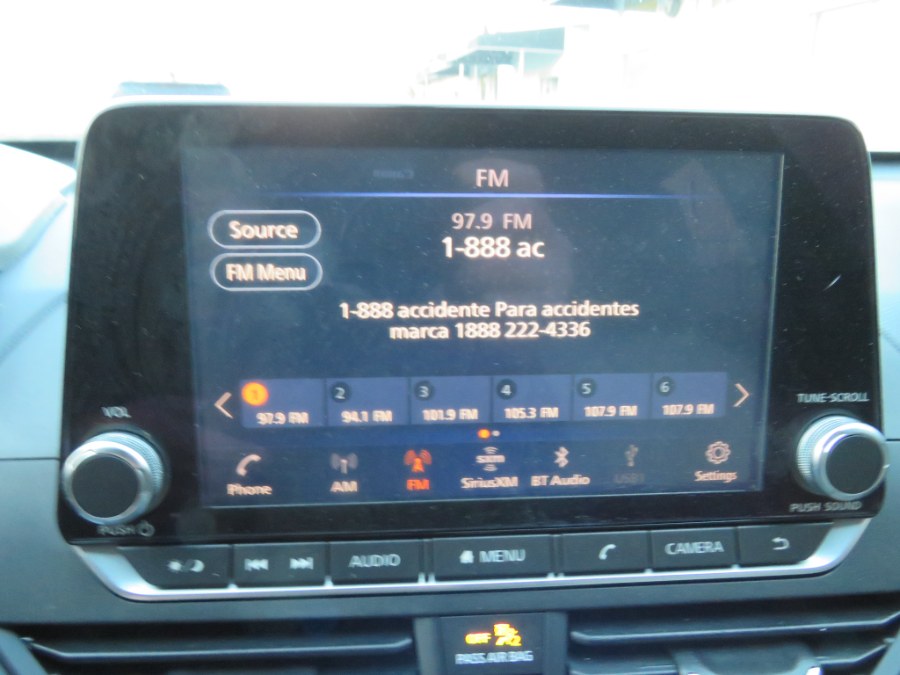 FM
97.9 FM
1-888 ac
Source
FM Menu
1-888 accidente Para accidentes
marca 1888 222-4336
1 2 3 4 5 6
97.9 FM 94.1 FM 101.9 FM 105.3 FM 107.9 FM 107.9 FM
Phone AM FM SiriusXM BT Audio Settings
VOL
PUSH
TUNE·SCROLL
PUSH SOUND
AUDIO MENU CAMERA
OFF
PASS AIR BAG